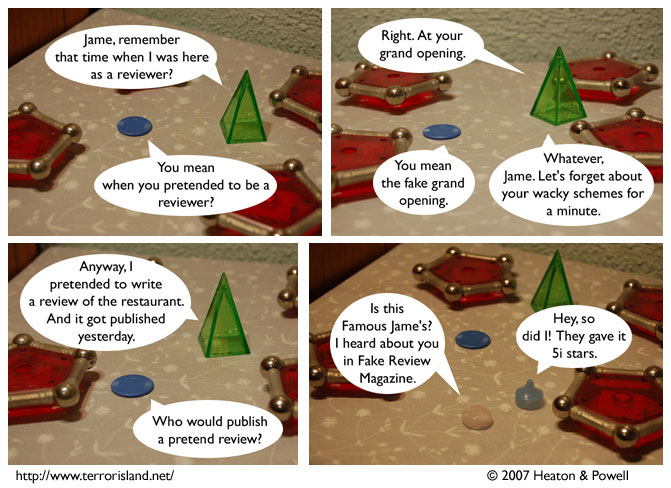 Jame, remember
that time when I was here
as a reviewer?
You mean
when you pretended to be a
reviewer?
Right. At your
grand opening.
You mean
the fake grand
opening.
Whatever,
Jame. Let's forget about
your wacky schemes for
a minute.
Anyway, I
pretended to write
a review of the restaurant.
And it got published
yesterday.
Who would publish
a pretend review?
Is this
Famous Jame's?
I heard about you
in Fake Review
Magazine.
Hey, so
did I! They gave it
5i stars.
http://www.terrorisland.net/
© 2007 Heaton & Powell